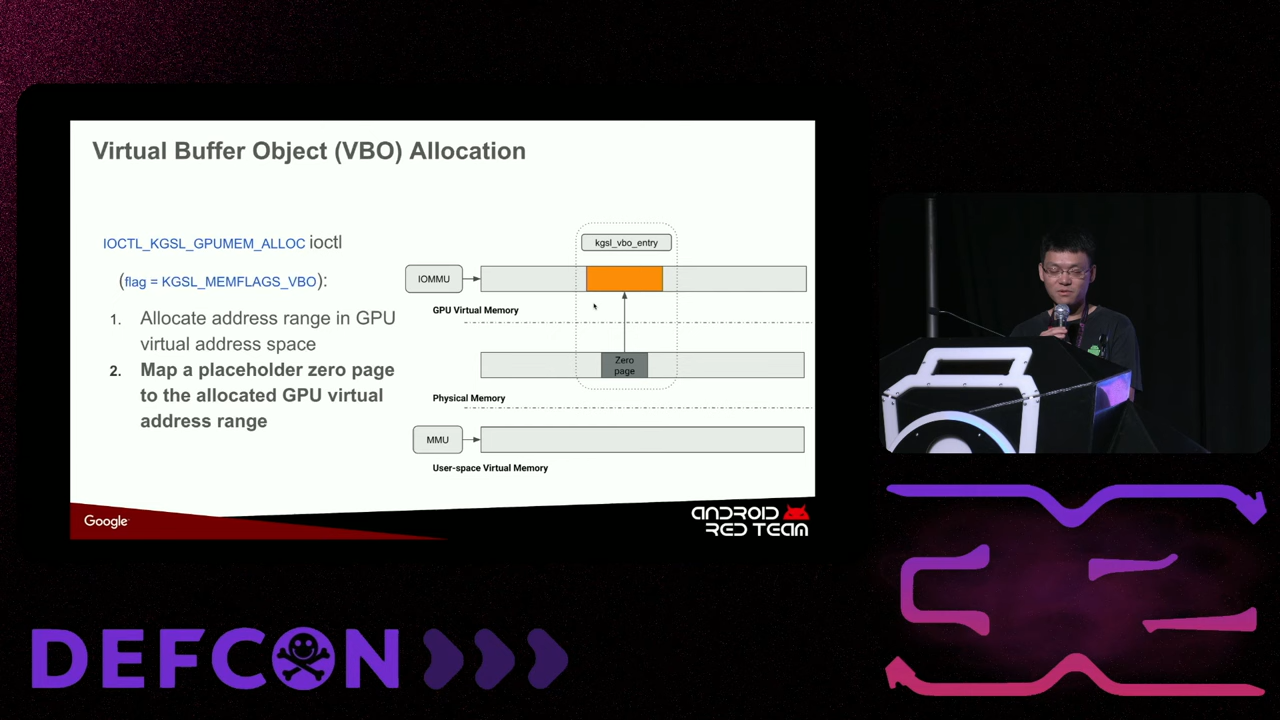 Virtual Buffer Object (VBO) Allocation
IOCTL_KGSL_GPUMEM_ALLOC ioctl
(flag = KGSL_MEMFLAGS_VBO):
1. Allocate address range in GPU
virtual address space
2. Map a placeholder zero page
to the allocated GPU virtual
address range
kgsl_vbo_entry
IOMMU
GPU Virtual Memory
Zero
page
Physical Memory
MMU
User-space Virtual Memory
Google
ANDROID
RED TEAM
DEFCON